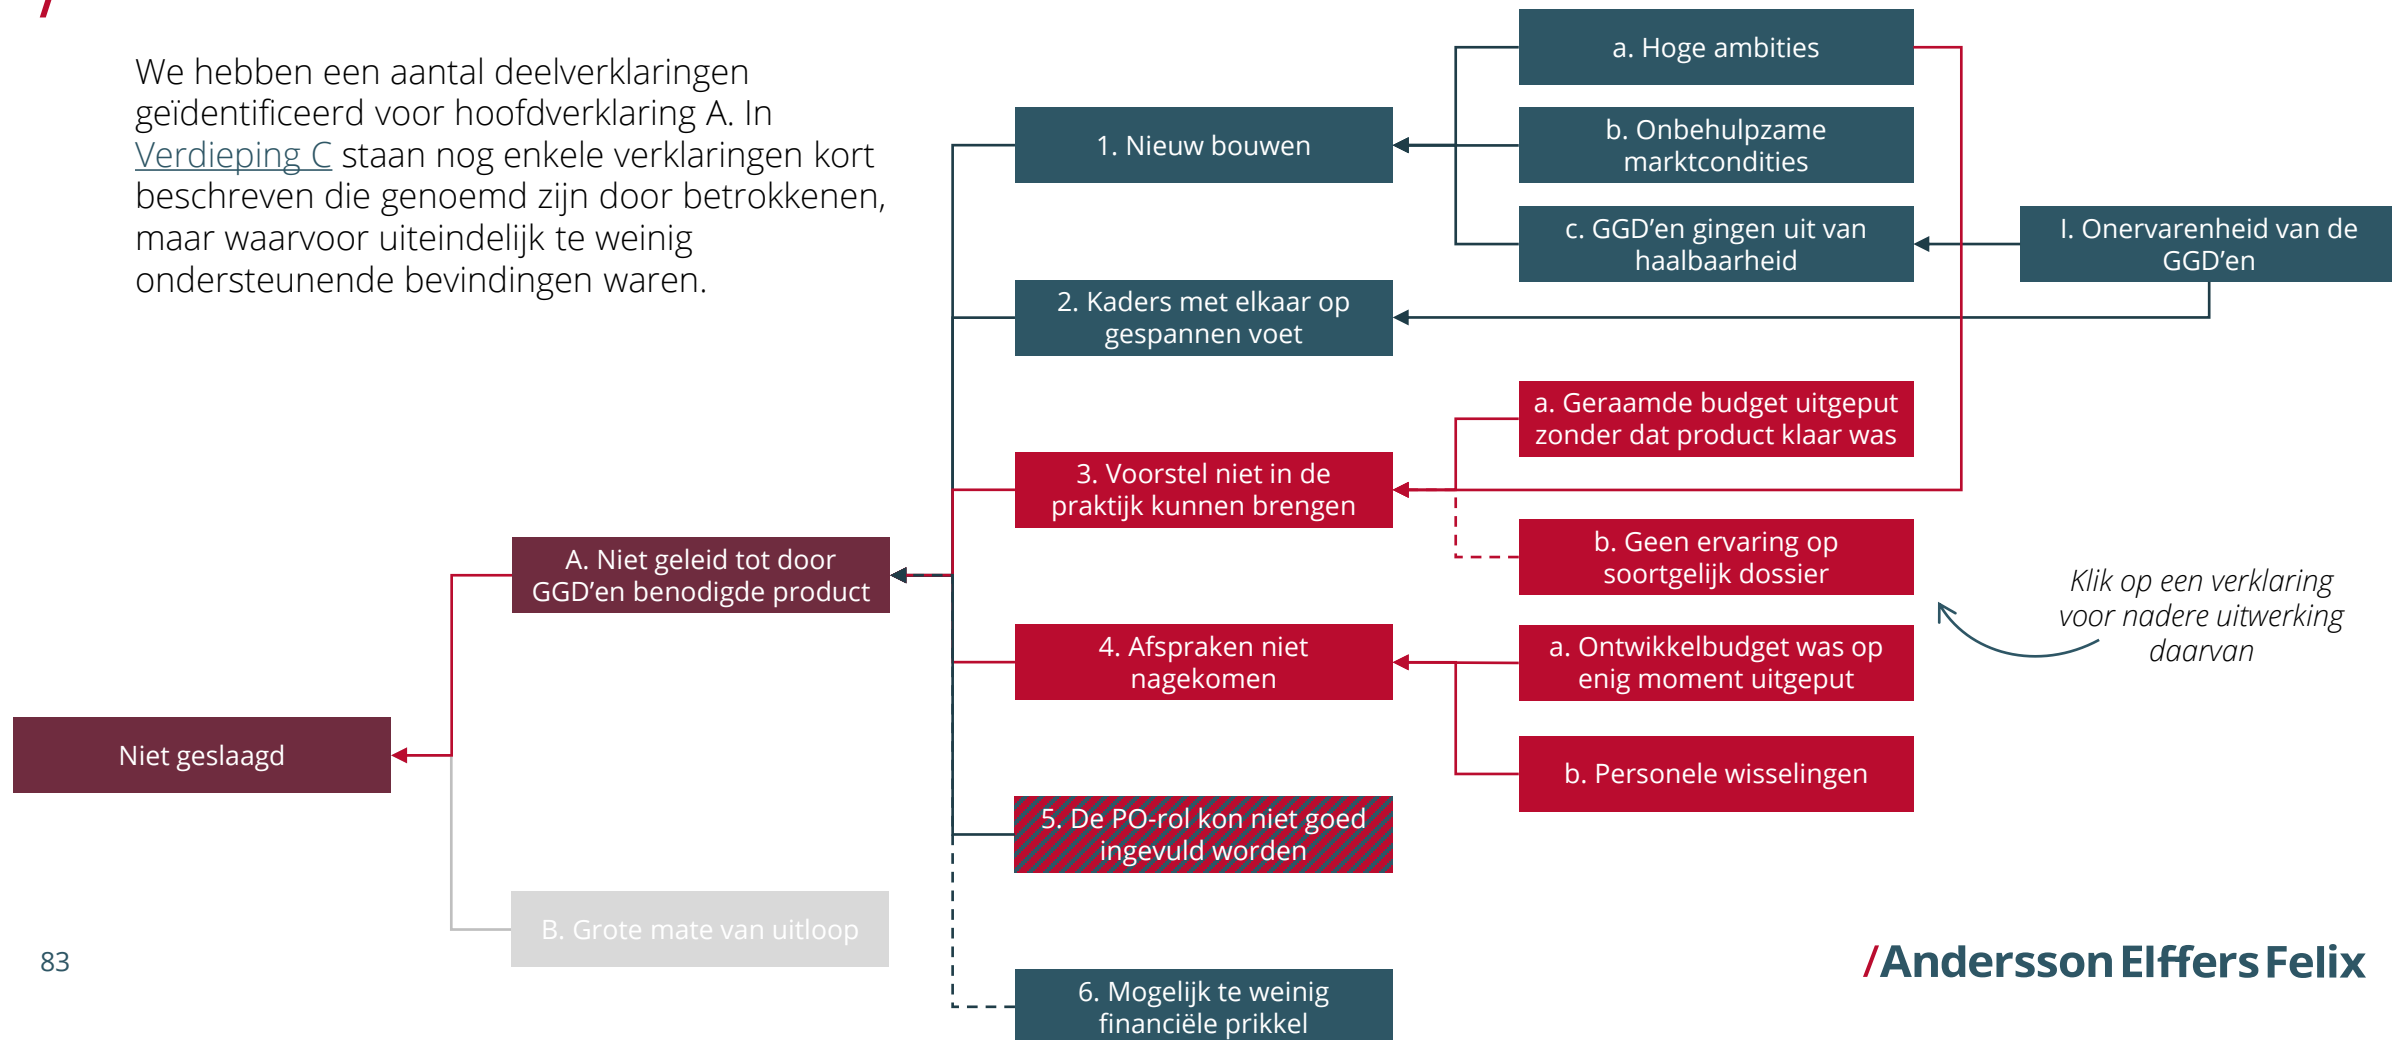 We hebben een aantal deelverklaringen
geïdentificeerd voor hoofdverklaring A. In
Verdieping C staan nog enkele verklaringen kort
beschreven die genoemd zijn door betrokkenen,
maar waarvoor uiteindelijk te weinig
ondersteunende bevindingen waren.
a. Hoge ambities
1. Nieuw bouwen
b. Onbehulpzame
marktcondities
c. GGD’en gingen uit van
haalbaarheid
I. Onervarenheid van de
GGD’en
2. Kaders met elkaar op
gespannen voet
a. Geraamde budget uitgeput
zonder dat product klaar was
3. Voorstel niet in de
praktijk kunnen brengen
b. Geen ervaring op
soortgelijk dossier
A. Niet geleid tot door
GGD’en benodigde product
Klik op een verklaring
voor nadere uitwerking
daarvan
4. Afspraken niet
nagekomen
a. Ontwikkelbudget was op
enig moment uitgeput
Niet geslaagd
b. Personele wisselingen
5. De PO-rol kon niet goed
ingevuld worden
B. Grote mate van uitloop
6. Mogelijk te weinig
financiële prikkel
83
/Andersson Elffers Felix